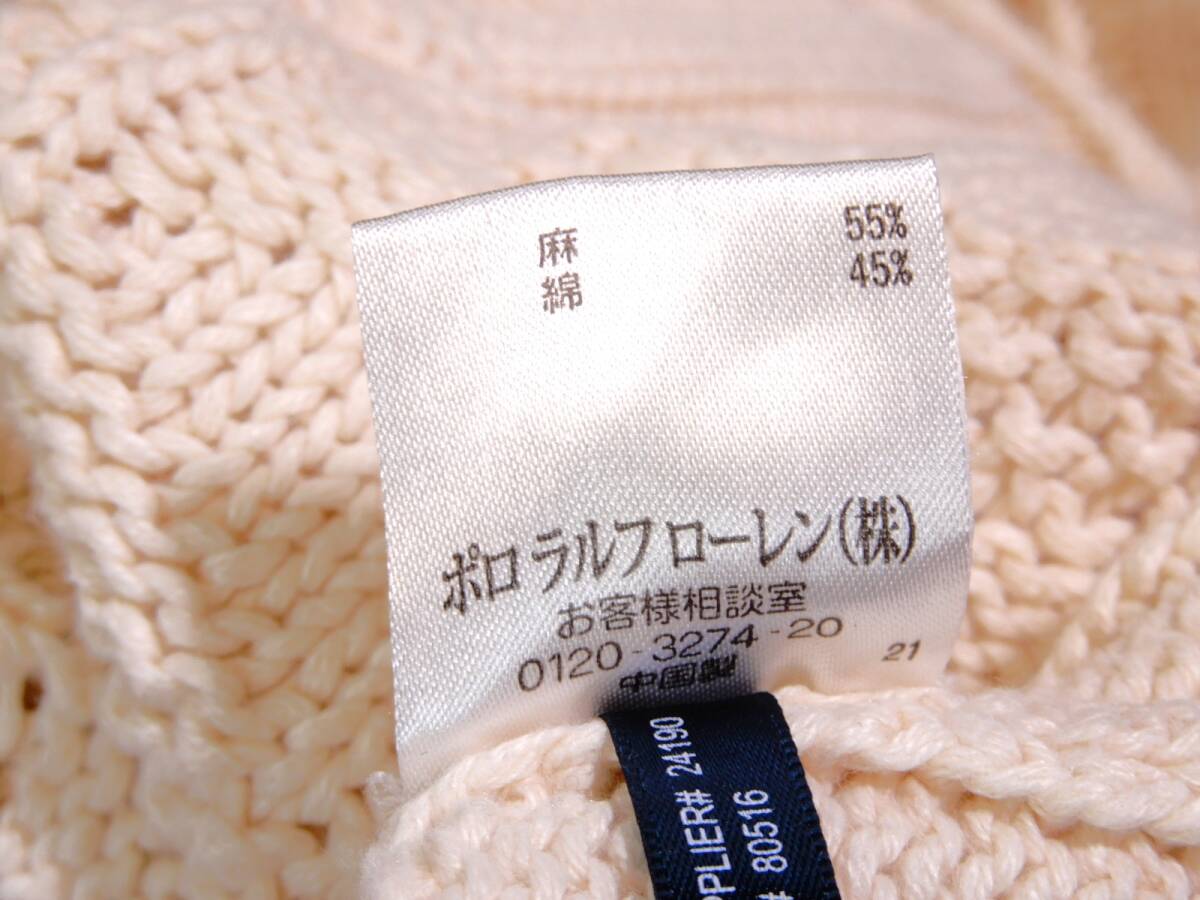 麻 55%
綿 45%
ポロ ラルフ ローレン(株)
お客様相談室
0120-3274-20
中国製
21
PPLIER# 24190
# 80516